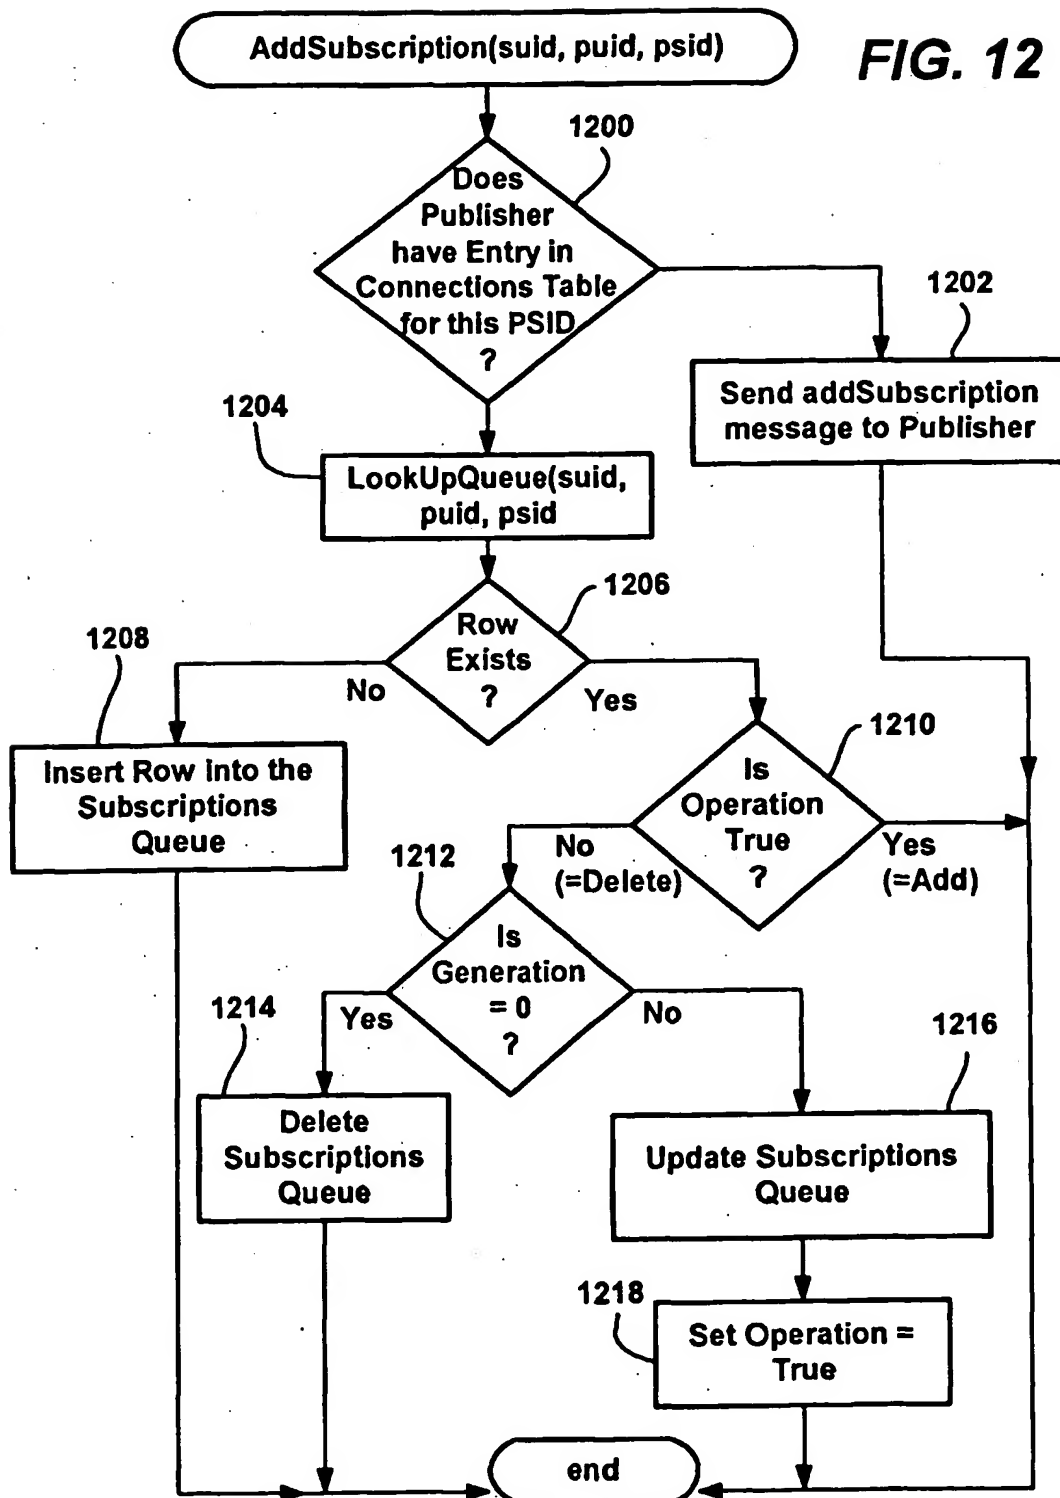 AddSubscription(suid, puid, psid)
FIG. 12
1200
Does
Publisher
have Entry in
Connections Table
for this PSID
?
1202
Send addSubscription
message to Publisher
1204
LookUpQueue(suid,
puid, psid
1206
Row
Exists
?
No
Yes
1208
Insert Row into the
Subscriptions
Queue
1210
Is
Operation
True
?
No
(=Delete)
Yes
(=Add)
1212
Is
Generation
= 0
?
Yes
No
1214
Delete
Subscriptions
Queue
1216
Update Subscriptions
Queue
1218
Set Operation =
True
end